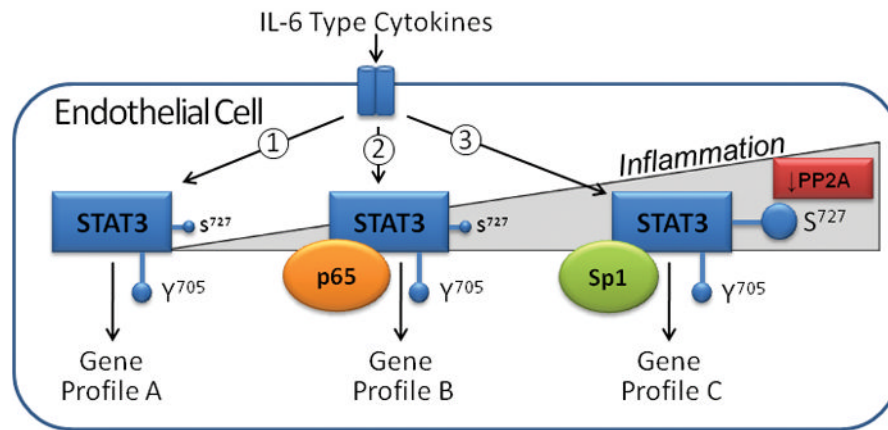 IL-6 Type Cytokines
Endothelial Cell
1
2
3
Inflammation
↓PP2A
STAT3
S727
Y705
STAT3
S727
p65
Y705
STAT3
S727
Sp1
Y705
Gene
Profile A
Gene
Profile B
Gene
Profile C